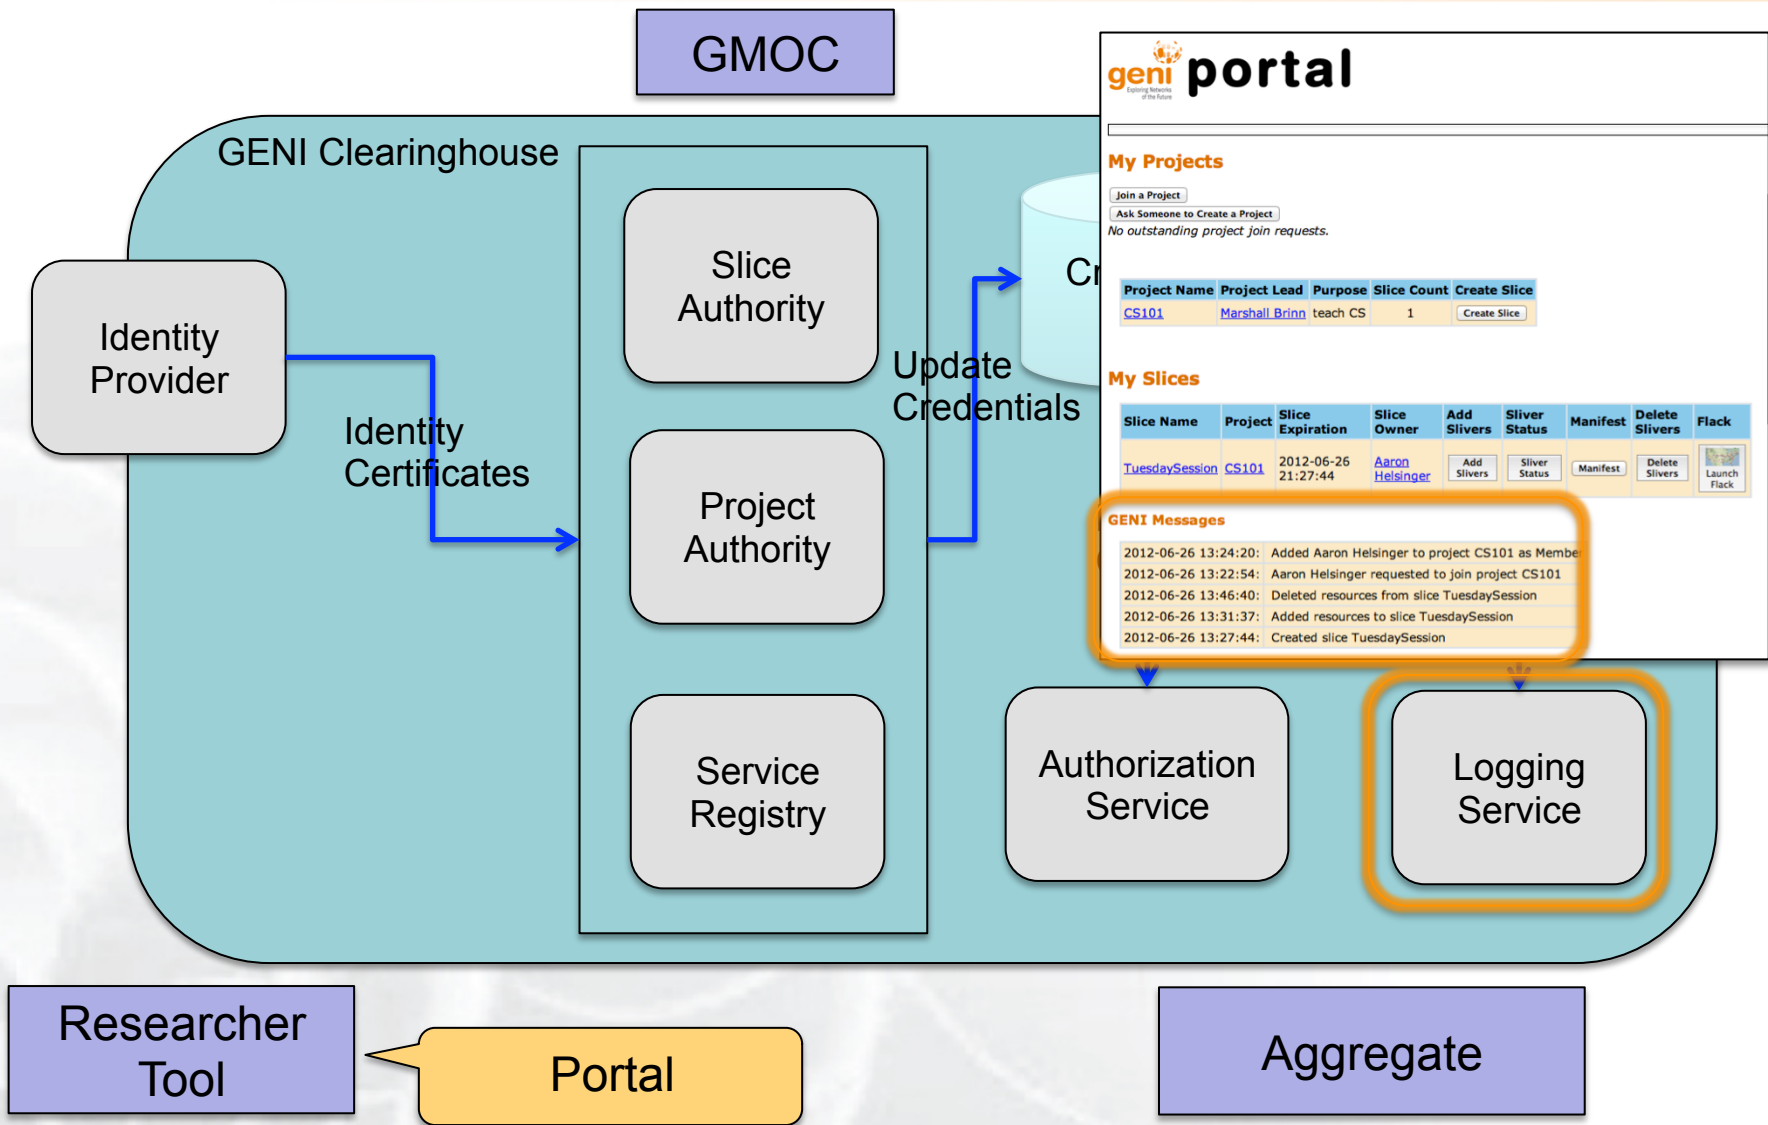 GMOC
GENI Clearinghouse
Identity
Provider
Identity
Certificates
Slice
Authority
Project
Authority
Service
Registry
Update
Credentials
geni portal
Exploring Networks
of the Future
My Projects
Join a Project
Ask Someone to Create a Project
No outstanding project join requests.
Project Name Project Lead Purpose Slice Count Create Slice
CS101 Marshall Brinn teach CS 1 Create Slice
My Slices
Slice Name Project Slice Expiration Slice Owner Add Slivers Sliver Status Manifest Delete Slivers Flack
TuesdaySession CS101 2012-06-26 21:27:44 Aaron Helsinger Add Slivers Sliver Status Manifest Delete Slivers Launch Flack
GENI Messages
2012-06-26 13:24:20: Added Aaron Helsinger to project CS101 as Member
2012-06-26 13:22:54: Aaron Helsinger requested to join project CS101
2012-06-26 13:46:40: Deleted resources from slice TuesdaySession
2012-06-26 13:31:37: Added resources to slice TuesdaySession
2012-06-26 13:27:44: Created slice TuesdaySession
Authorization
Service
Logging
Service
Researcher
Tool
Portal
Aggregate